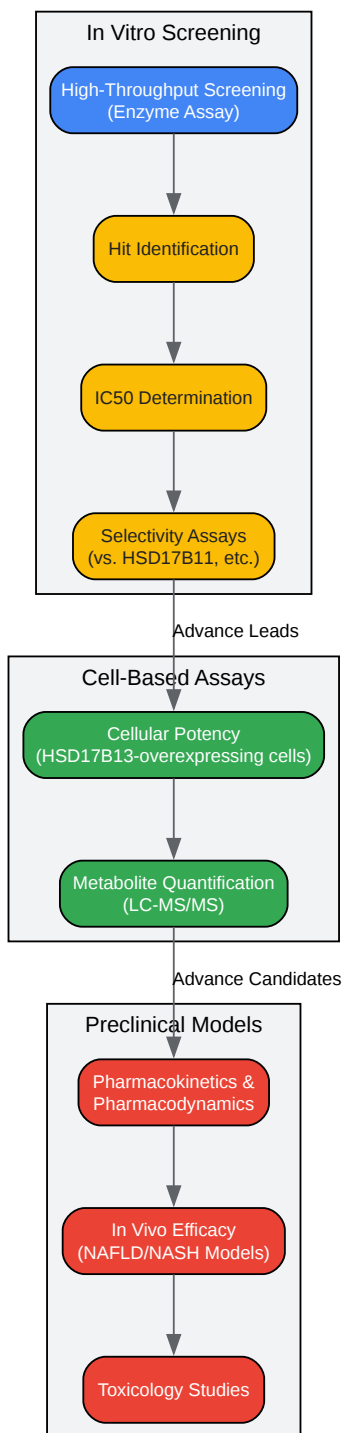 In Vitro Screening
High-Throughput Screening
(Enzyme Assay)
Hit Identification
IC50 Determination
Selectivity Assays
(vs. HSD17B11, etc.)
Advance Leads
Cell-Based Assays
Cellular Potency
(HSD17B13-overexpressing cells)
Metabolite Quantification
(LC-MS/MS)
Advance Candidates
Preclinical Models
Pharmacokinetics &
Pharmacodynamics
In Vivo Efficacy
(NAFLD/NASH Models)
Toxicology Studies